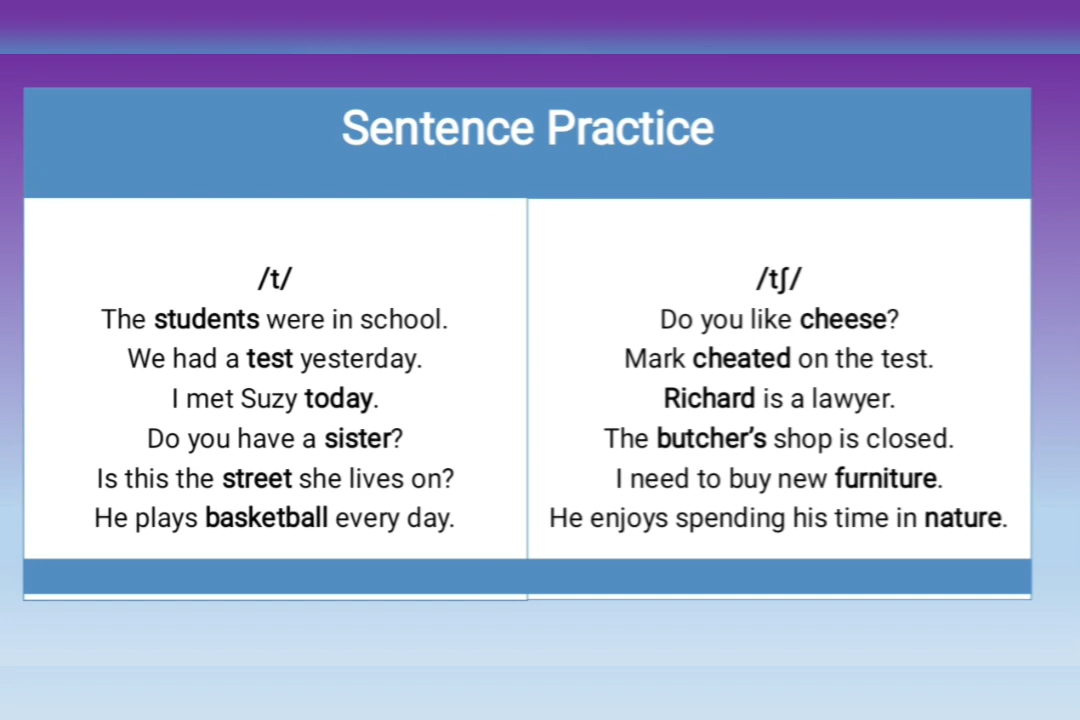 Sentence Practice
/t/
The students were in school.
We had a test yesterday.
I met Suzy today.
Do you have a sister?
Is this the street she lives on?
He plays basketball every day.
/tʃ/
Do you like cheese?
Mark cheated on the test.
Richard is a lawyer.
The butcher’s shop is closed.
I need to buy new furniture.
He enjoys spending his time in nature.